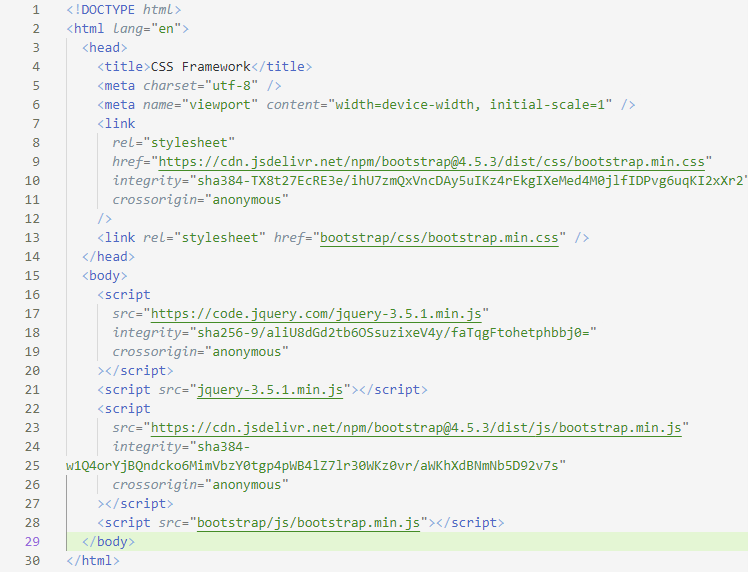 1 <!DOCTYPE html>
2 <html lang="en">
3 <head>
4 <title>CSS Framework</title>
5 <meta charset="utf-8" />
6 <meta name="viewport" content="width=device-width, initial-scale=1" />
7 <link
8 rel="stylesheet"
9 href="https://cdn.jsdelivr.net/npm/bootstrap@4.5.3/dist/css/bootstrap.min.css"
10 integrity="sha384-TX8t27EcRE3e/ihU7zmQxVncDAy5uIKz4rEkgIXeMed4M0jlfIDPvg6uqKI2xXr2"
11 crossorigin="anonymous"
12 />
13 <link rel="stylesheet" href="bootstrap/css/bootstrap.min.css" />
14 </head>
15 <body>
16 <script
17 src="https://code.jquery.com/jquery-3.5.1.min.js"
18 integrity="sha256-9/aliU8dGd2tb6OSsuzixeV4y/faTqgFtohetphbbj0="
19 crossorigin="anonymous"
20 ></script>
21 <script src="jquery-3.5.1.min.js"></script>
22 <script
23 src="https://cdn.jsdelivr.net/npm/bootstrap@4.5.3/dist/js/bootstrap.min.js"
24 integrity="sha384-
25 w1Q4orYjBQndcko6MimVbzY0tgp4pWB4lZ7lr30WKz0vr/aWKhXdBNmNb5D92v7s"
26 crossorigin="anonymous"
27 ></script>
28 <script src="bootstrap/js/bootstrap.min.js"></script>
29 </body>
30 </html>